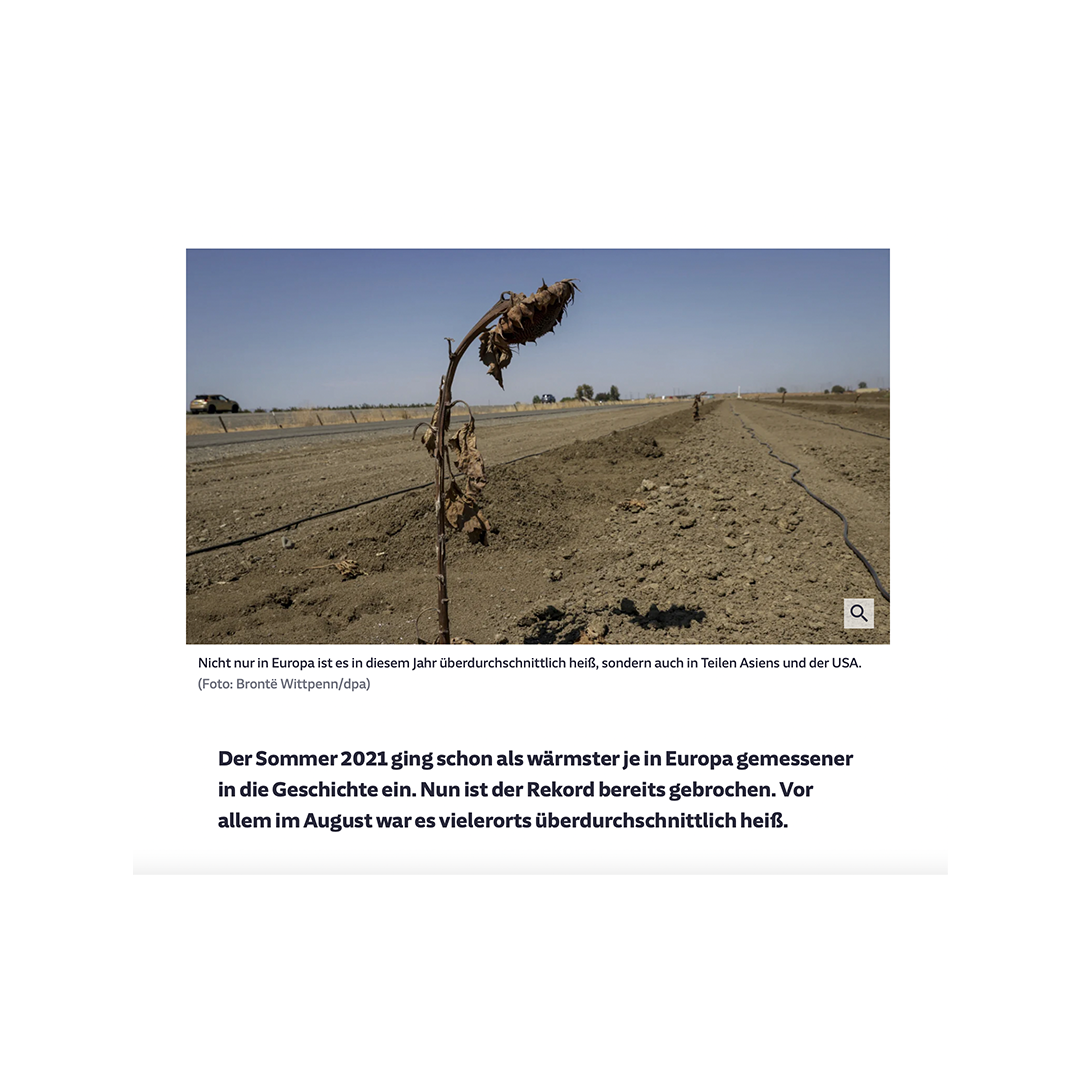 Nicht nur in Europa ist es in diesem Jahr überdurchschnittlich heiß, sondern auch in Teilen Asiens und der USA.
(Foto: Brontë Wittpenn/dpa)
Der Sommer 2021 ging schon als wärmster je in Europa gemessener
in die Geschichte ein. Nun ist der Rekord bereits gebrochen. Vor
allem im August war es vielerorts überdurchschnittlich heiß.